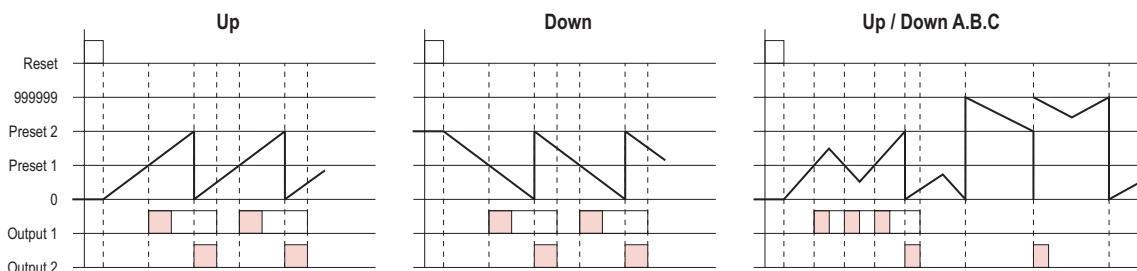 Up
Down
Up / Down A.B.C
Reset
999999
Preset 2
Preset 1
0
Output 1
Output 2